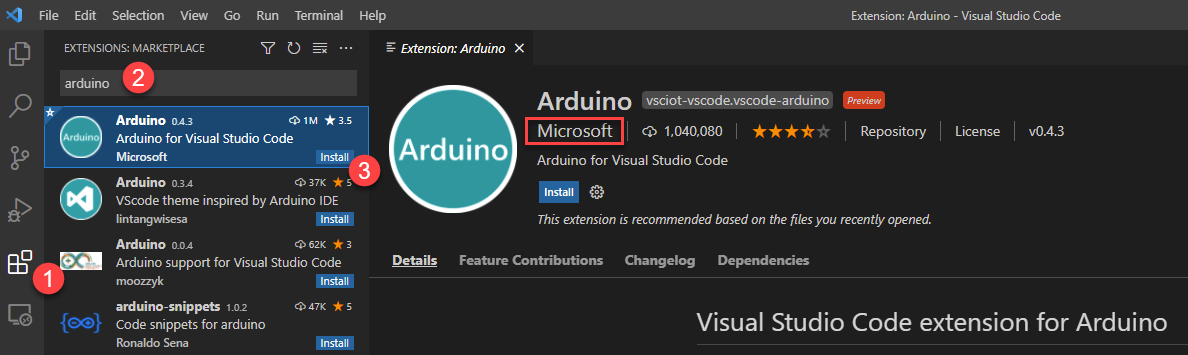 File Edit Selection View Go Run Terminal Help Extension: Arduino - Visual Studio Code
EXTENSIONS: MARKETPLACE
Extension: Arduino
arduino
2
Arduino 0.4.3 1M 3.5
Arduino for Visual Studio Code
Microsoft Install
3
Arduino 0.3.4 37K 5
VScode theme inspired by Arduino IDE
lintangwisesa Install
Arduino 0.0.4 62K 3
Arduino support for Visual Studio Code
moozzyk Install
1
arduino-snippets 1.0.2 47K 5
Code snippets for arduino
Ronaldo Sena Install
Arduino
Arduino
Arduino vsciot-vscode.vscode-arduino Preview
Microsoft 1,040,080 Repository License v0.4.3
Arduino for Visual Studio Code
Install
This extension is recommended based on the files you recently opened.
Details Feature Contributions Changelog Dependencies
Visual Studio Code extension for Arduino